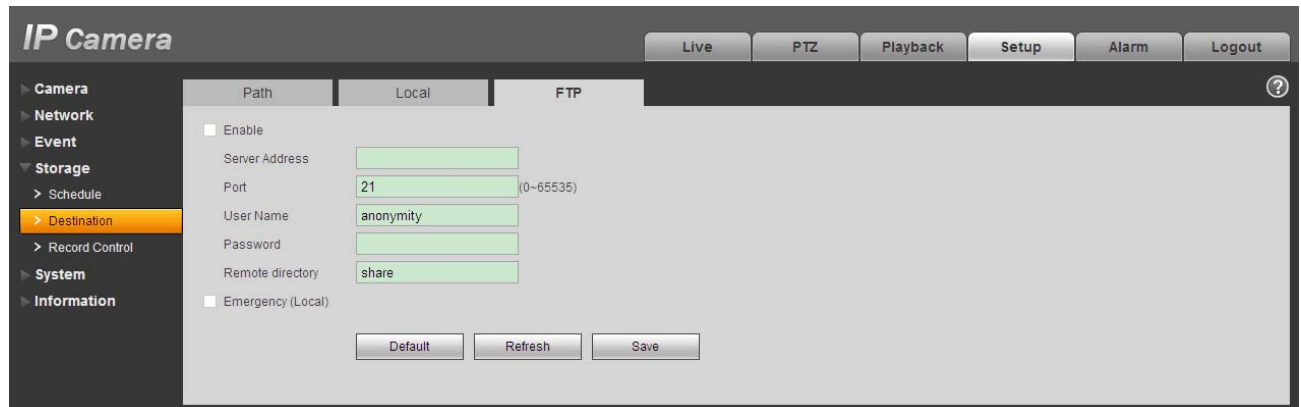 IP Camera
Live PTZ Playback Setup Alarm Logout
Camera
Network
Event
Storage
> Schedule
> Destination
> Record Control
System
Information
Path Local FTP
?
Enable
Server Address
Port 21 (0~65535)
User Name anonymity
Password
Remote directory share
Emergency (Local)
Default Refresh Save